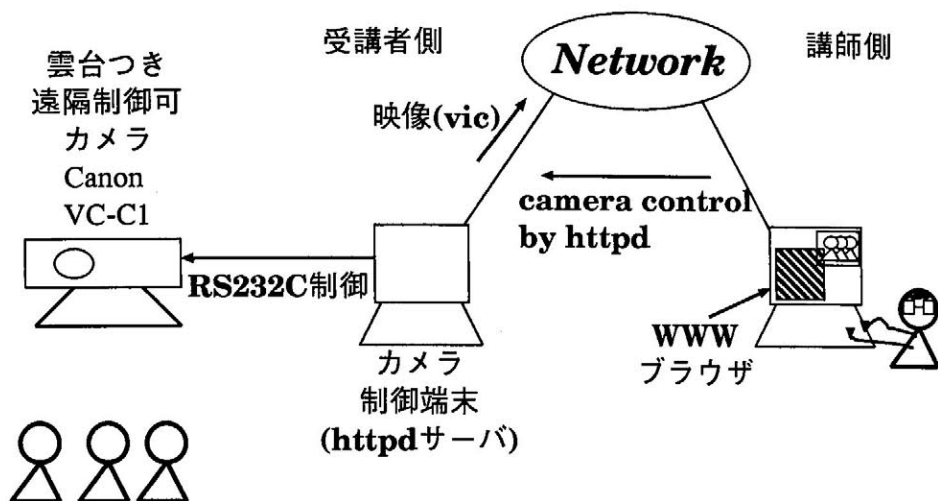 受講者側
Network
講師側
雲台つき
遠隔制御可
カメラ
Canon
VC-C1
映像(vic)
camera control
by httpd
RS232C制御
WWW
ブラウザ
カメラ
制御端末
(httpdサーバ)